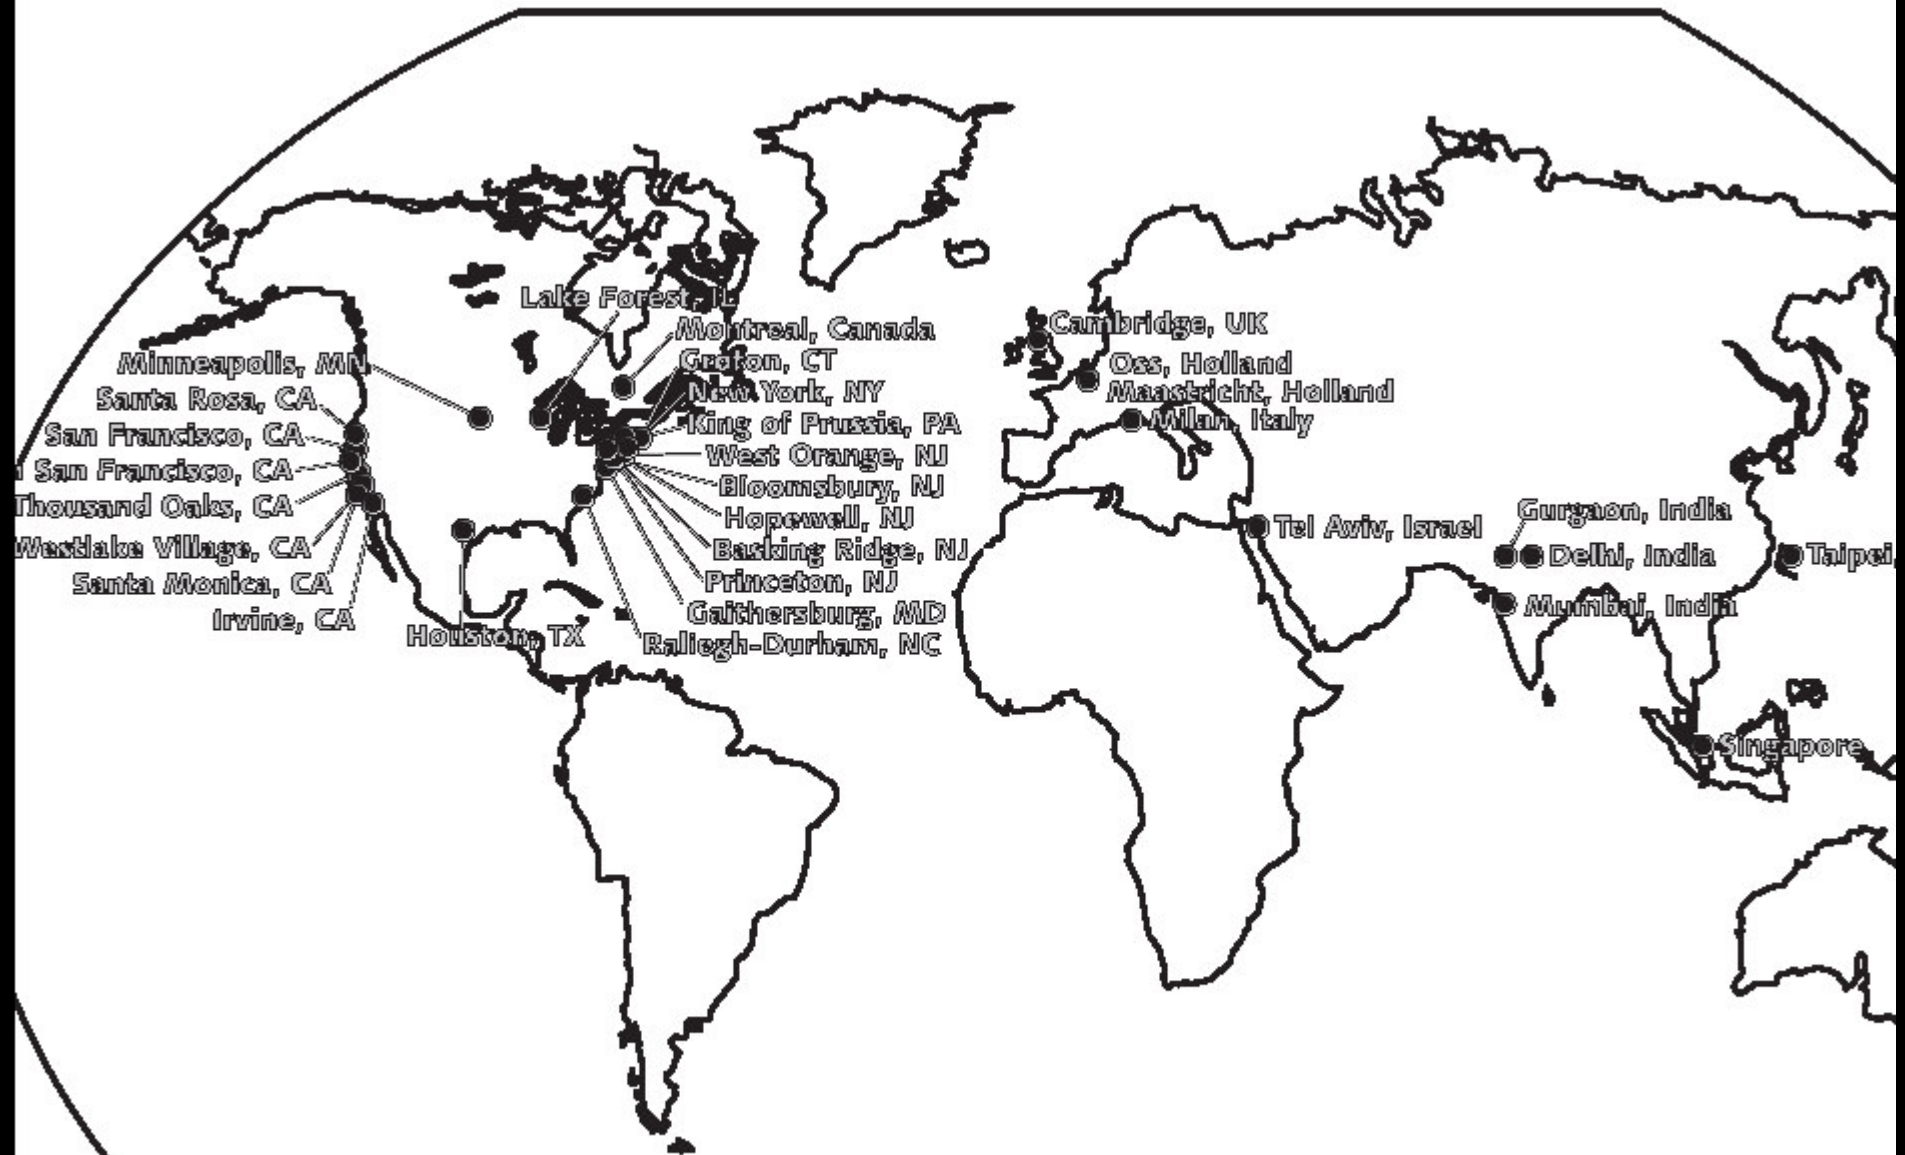 Lake Forest, IL
Montreal, Canada
Groton, CT
New York, NY
King of Prussia, PA
West Orange, NJ
Bloomsbury, NJ
Hopewell, NJ
Basking Ridge, NJ
Princeton, NJ
Gaithersburg, MD
Raliegh-Durham, NC
Minneapolis, MN
Santa Rosa, CA
San Francisco, CA
San Francisco, CA
Thousand Oaks, CA
Westlake Village, CA
Santa Monica, CA
Irvine, CA
Houston, TX
Cambridge, UK
Oss, Holland
Maastricht, Holland
Milan, Italy
Tel Aviv, Israel
Gurgaon, India
Delhi, India
Mumbai, India
Taipei,
Singapore